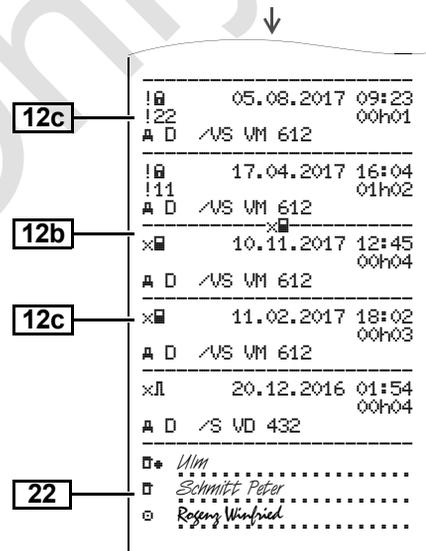 05.08.2017 09:23
12c !22 00h01
A D /VS VM 612
17.04.2017 16:04
!11 01h02
A D /VS VM 612
12b
x 10.11.2017 12:45
00h04
A D /VS VM 612
12c x 11.02.2017 18:02
00h03
A D /VS VM 612
x 20.12.2016 01:54
00h04
A D /S VD 432
Ulm
22 Schmitt Peter
Rogenz Winfried